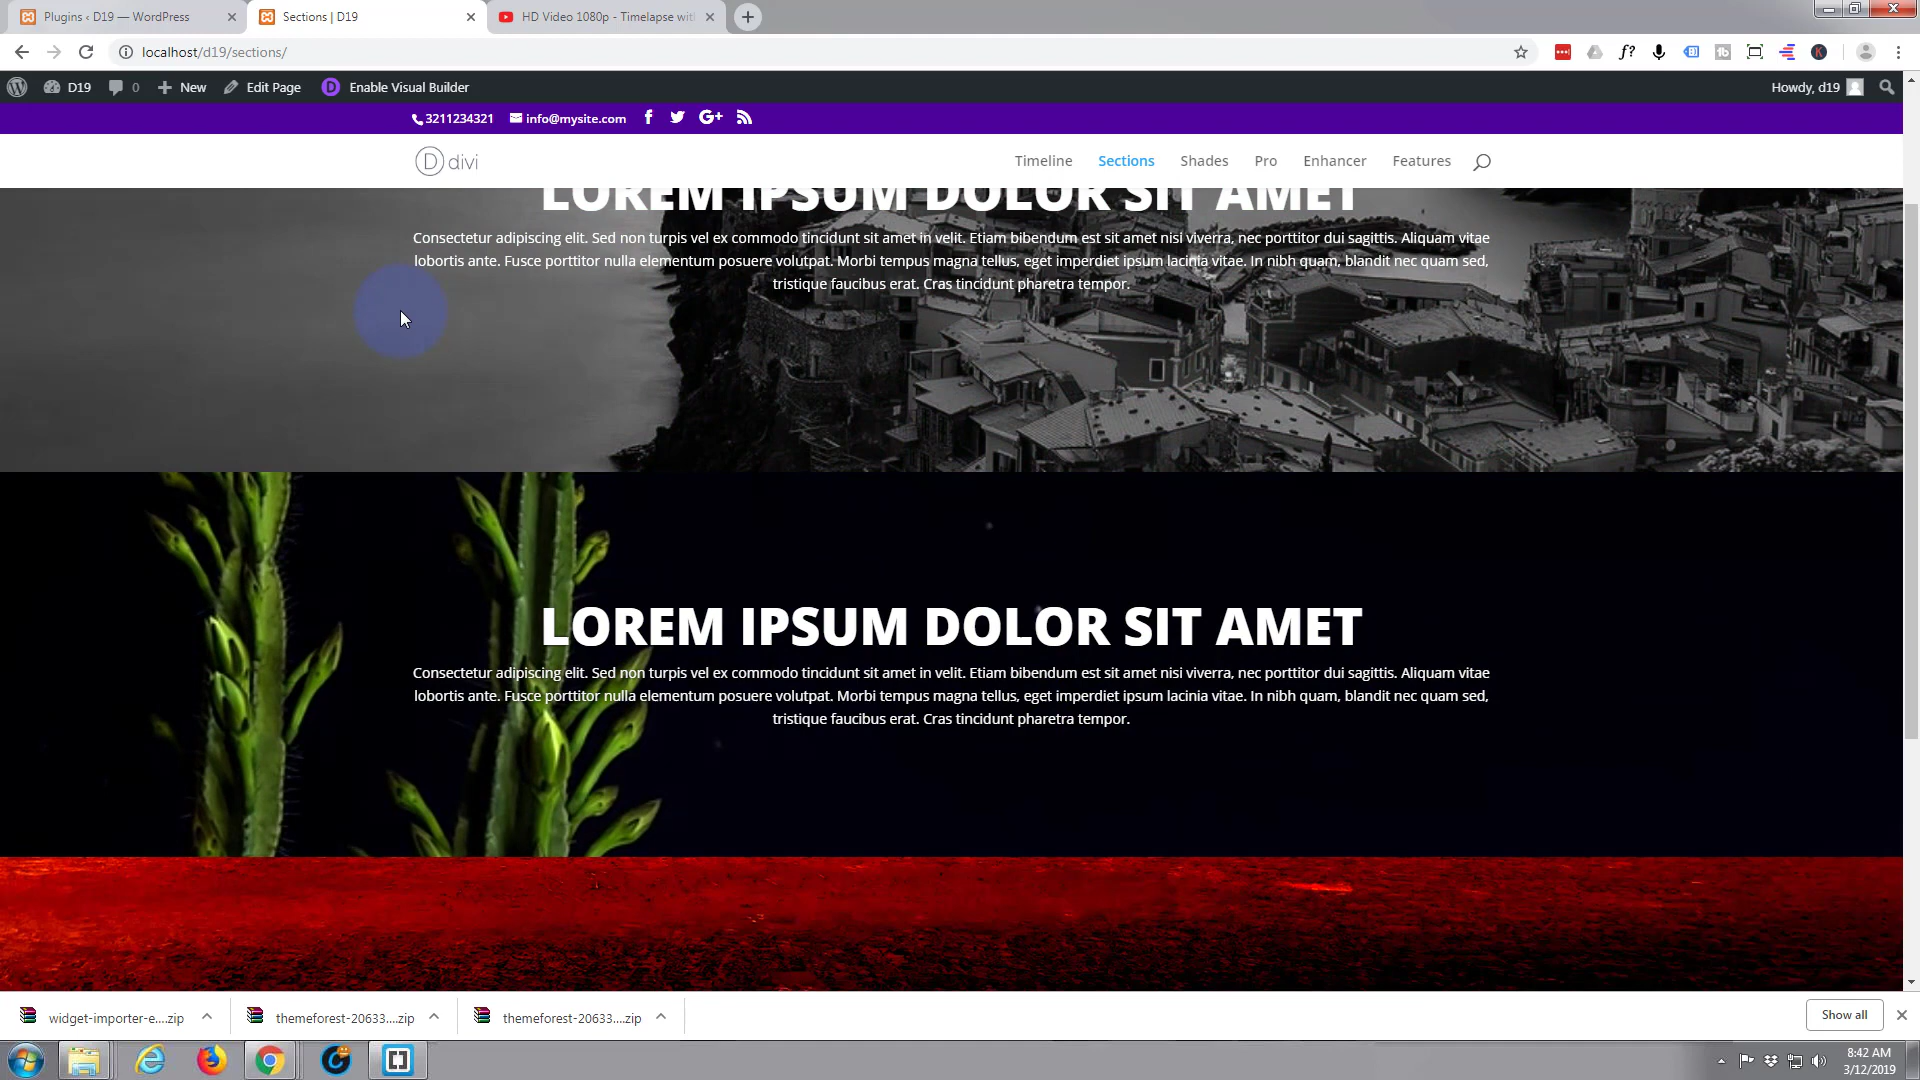 Plugins ‹ D19 — WordPress
Sections | D19
HD Video 1080p - Timelapse wit
localhost/d19/sections/
D19
0
New
Edit Page
Enable Visual Builder
Howdy, d19
3211234321
info@mysite.com
divi
Timeline
Sections
Shades
Pro
Enhancer
Features
LOREM IPSUM DOLOR SIT AMET
Consectetur adipiscing elit. Sed non turpis vel ex commodo tincidunt sit amet in velit. Etiam bibendum est sit amet nisi viverra, nec porttitor dui sagittis. Aliquam vitae
lobortis ante. Fusce porttitor nulla elementum posuere volutpat. Morbi tempus magna tellus, eget imperdiet ipsum lacinia vitae. In nibh quam, blandit nec quam sed,
tristique faucibus erat. Cras tincidunt pharetra tempor.
LOREM IPSUM DOLOR SIT AMET
Consectetur adipiscing elit. Sed non turpis vel ex commodo tincidunt sit amet in velit. Etiam bibendum est sit amet nisi viverra, nec porttitor dui sagittis. Aliquam vitae
lobortis ante. Fusce porttitor nulla elementum posuere volutpat. Morbi tempus magna tellus, eget imperdiet ipsum lacinia vitae. In nibh quam, blandit nec quam sed,
tristique faucibus erat. Cras tincidunt pharetra tempor.
widget-importer-e....zip
themeforest-20633....zip
themeforest-20633....zip
Show all
8:42 AM
3/12/2019